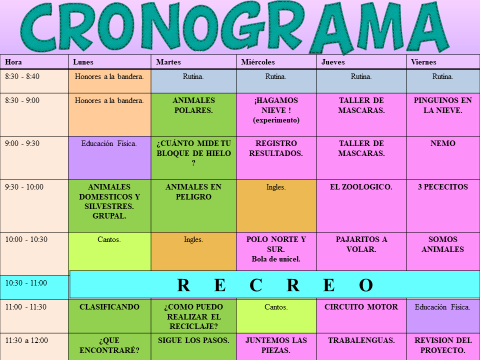 CRONOGRAMA
Hora Lunes Martes Miércoles Jueves Viernes
8:30 - 8:40 Honores a la bandera. Rutina. Rutina. Rutina. Rutina.
8:30 - 9:00 Honores a la bandera. ANIMALES ¡HAGAMOS TALLER DE PINGUINOS EN
POLARES. NIEVE ! MASCARAS. LA NIEVE.
(experimento)
9:00 - 9:30 Educación Fisica. ¿CUÁNTO MIDE TU REGISTRO TALLER DE NEMO
BLOQUE DE HIELO RESULTADOS. MASCARAS.
?
9:30 - 10:00 ANIMALES ANIMALES EN Ingles. EL ZOOLOGICO. 3 PECECITOS
DOMESTICOS Y PELIGRO
SILVESTRES.
GRUPAL.
10:00 - 10:30 Cantos. Ingles. POLO NORTE Y PAJARITOS A SOMOS
SUR. VOLAR. ANIMALES
Bola de unicel.
10:30 - 11:00 R E C R E O
11:00 - 11:30 CLASIFICANDO ¿COMO PUEDO Cantos. CIRCUITO MOTOR Educación Fisica.
REALIZAR EL
RECICLAJE?
11:30 a 12:00 ¿QUE SIGUE LOS PASOS. JUNTEMOS LAS TRABALENGUAS. REVISION DEL
ENCONTRARÉ? PIEZAS. PROYECTO.